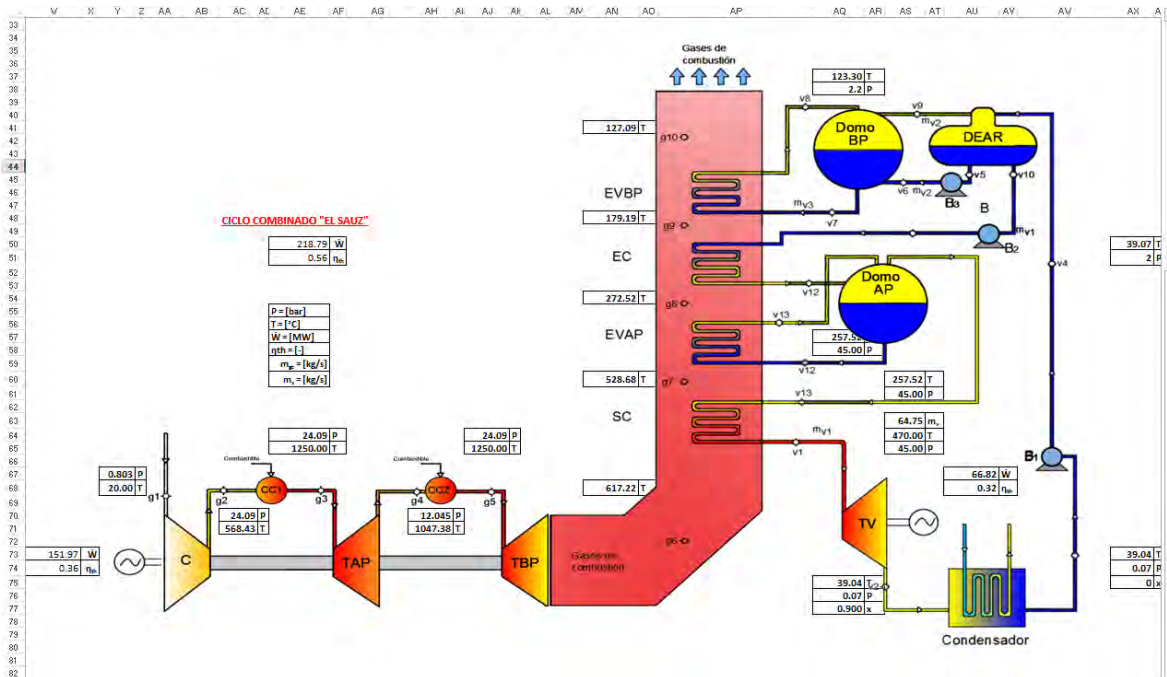 W X Y Z AA AB AC AE AF AG AH AI AJ AL AN AO AP AQ AR AS AT AU AV AX
33
34
35
36
37
38
39
40
41
42
43
44
45
46
47
48
49
50
51
52
53
54
55
56
57
58
59
60
61
62
63
64
65
66
67
68
69
70
71
72
73
74
75
76
77
78
79
80
81
82
Gases de
combustión
123.30 T
2.2 P
v8
v9
127.09 T
g10
Domo
BP
mv2
DEAR
v5
v10
v6
mv2
B3
B
EVBP
mv3
v7
179.19 T
g9
mv1
B2
CICLO COMBINADO "EL SAUZ"
218.79 Ẇ
0.56 ηth
EC
39.07 T
2 P
v4
v12
Domo
AP
272.52 T
g8
P = [bar]
T = [°C]
Ẇ = [MW]
ηth = [-]
= [kg/s]
= [kg/s]
v13
EVAP
45.00 P
v12
528.68 T
g7
257.52 T
45.00 P
v13
SC
mv1
v1
64.75
470.00 T
45.00 P
24.09 P
1250.00 T
24.09 P
1250.00 T
Combustible
Combustible
B1
0.803 P
20.00 T
g1
g2
CC1
g3
g4
CC2
g5
617.22 T
66.82 Ẇ
0.32 ηth
24.09 P
568.43 T
12.045 P
1047.38 T
TV
g6
151.97 Ẇ
0.36 ηth
C
TAP
TBP
Gases de
combustión
39.04 T
0.07 P
0 x
39.04 T
v2
0.07 P
0.900 x
Condensador